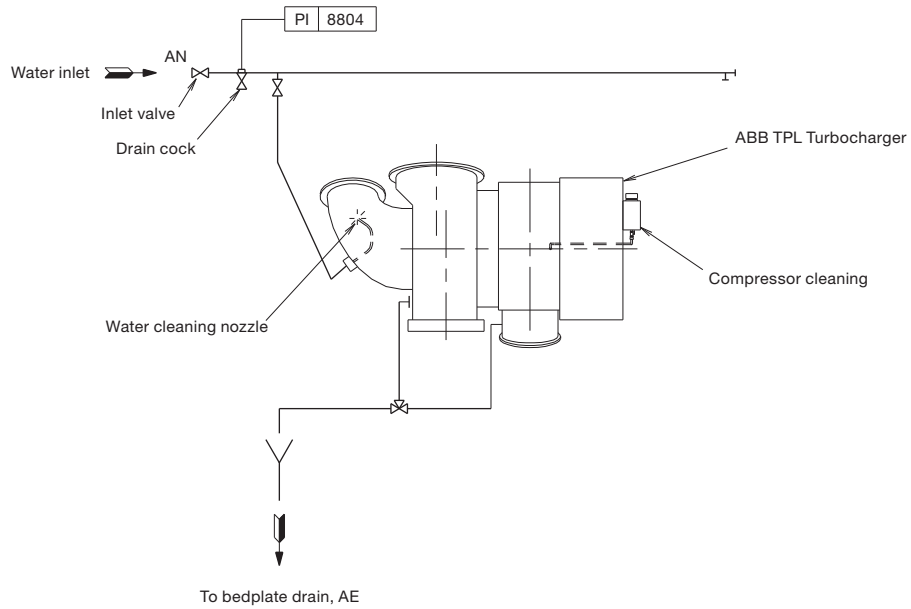 PI 8804
AN
Water inlet
Inlet valve
Drain cock
ABB TPL Turbocharger
Compressor cleaning
Water cleaning nozzle
To bedplate drain, AE